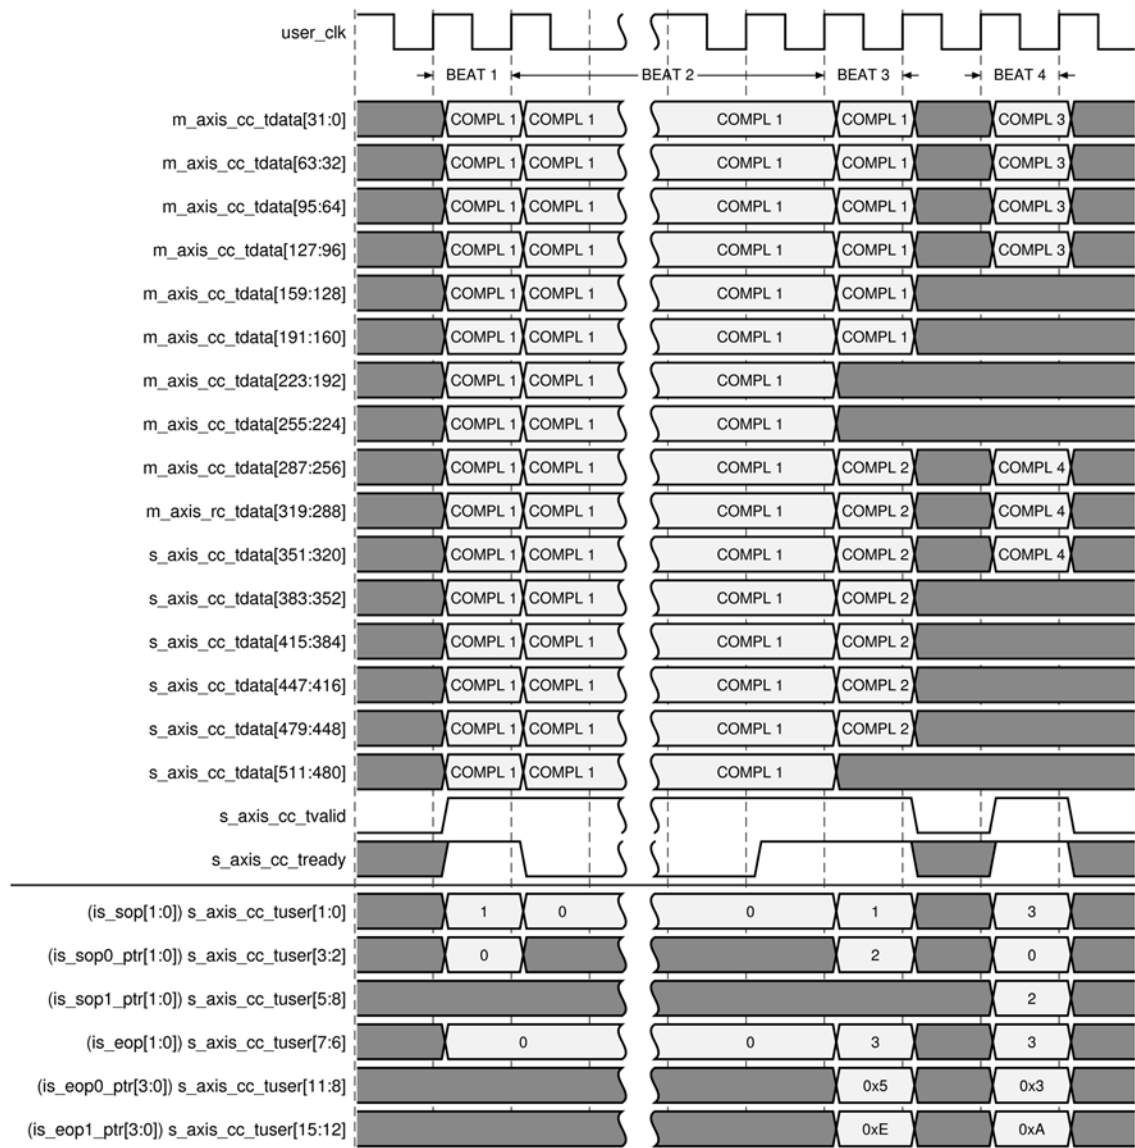 user_clk
BEAT 1 BEAT 2 BEAT 3 BEAT 4
m_axis_cc_tdata[31:0] COMPL 1 COMPL 1 COMPL 1 COMPL 1 COMPL 3
m_axis_cc_tdata[63:32] COMPL 1 COMPL 1 COMPL 1 COMPL 1 COMPL 3
m_axis_cc_tdata[95:64] COMPL 1 COMPL 1 COMPL 1 COMPL 1 COMPL 3
m_axis_cc_tdata[127:96] COMPL 1 COMPL 1 COMPL 1 COMPL 1 COMPL 3
m_axis_cc_tdata[159:128] COMPL 1 COMPL 1 COMPL 1 COMPL 1
m_axis_cc_tdata[191:160] COMPL 1 COMPL 1 COMPL 1 COMPL 1
m_axis_cc_tdata[223:192] COMPL 1 COMPL 1 COMPL 1
m_axis_cc_tdata[255:224] COMPL 1 COMPL 1 COMPL 1
m_axis_cc_tdata[287:256] COMPL 1 COMPL 1 COMPL 1 COMPL 2 COMPL 4
m_axis_rc_tdata[319:288] COMPL 1 COMPL 1 COMPL 1 COMPL 2 COMPL 4
s_axis_cc_tdata[351:320] COMPL 1 COMPL 1 COMPL 1 COMPL 2 COMPL 4
s_axis_cc_tdata[383:352] COMPL 1 COMPL 1 COMPL 1 COMPL 2
s_axis_cc_tdata[415:384] COMPL 1 COMPL 1 COMPL 1 COMPL 2
s_axis_cc_tdata[447:416] COMPL 1 COMPL 1 COMPL 1 COMPL 2
s_axis_cc_tdata[479:448] COMPL 1 COMPL 1 COMPL 1 COMPL 2
s_axis_cc_tdata[511:480] COMPL 1 COMPL 1 COMPL 1
s_axis_cc_tvalid
s_axis_cc_tready
(is_sop[1:0]) s_axis_cc_tuser[1:0] 1 0 0 1 3
(is_sop0_ptr[1:0]) s_axis_cc_tuser[3:2] 0 2 0
(is_sop1_ptr[1:0]) s_axis_cc_tuser[5:8] 2
(is_eop[1:0]) s_axis_cc_tuser[7:6] 0 0 3 3
(is_eop0_ptr[3:0]) s_axis_cc_tuser[11:8] 0x5 0x3
(is_eop1_ptr[3:0]) s_axis_cc_tuser[15:12] 0xE 0xA